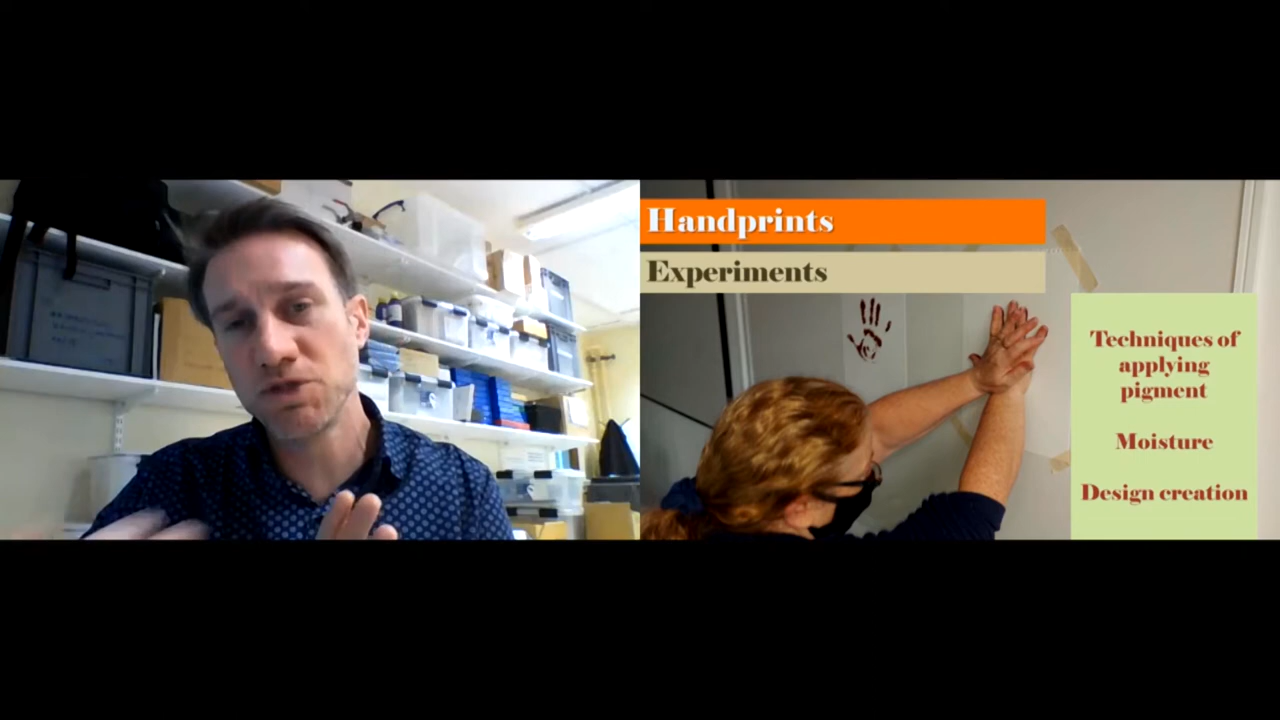 Handprints
Experiments
Techniques of
applying
pigment
Moisture
Design creation